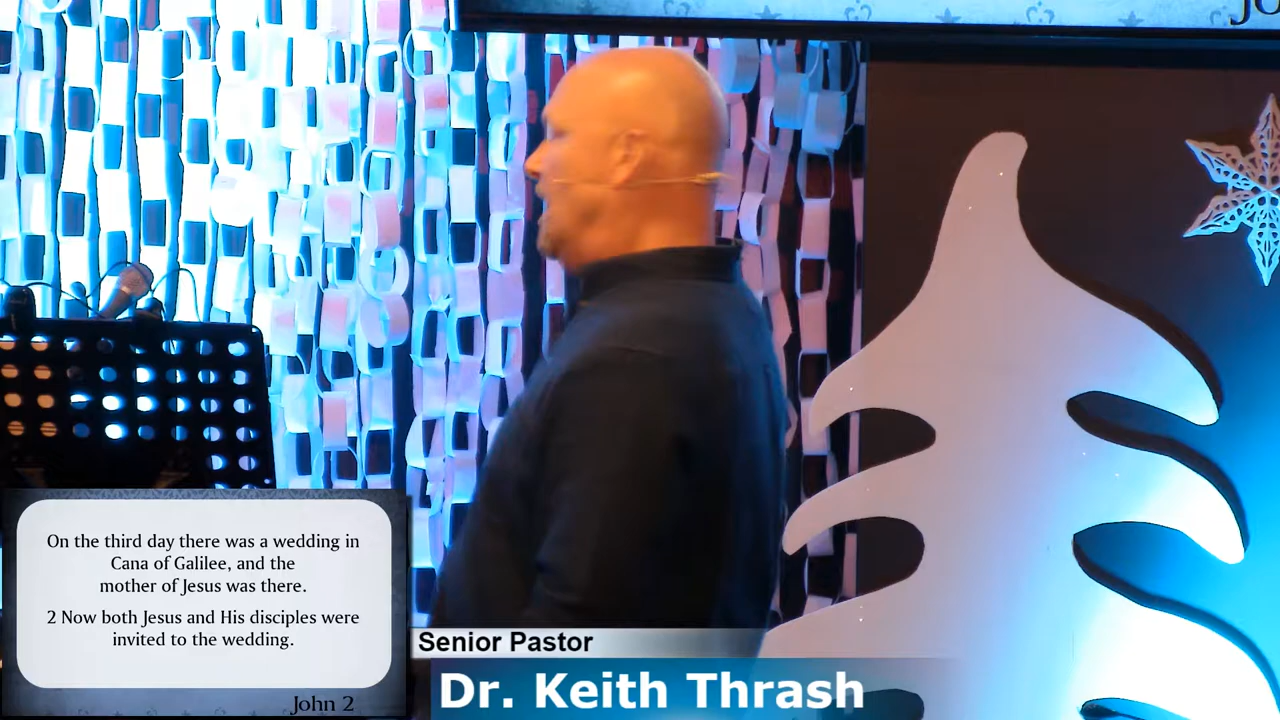 On the third day there was a wedding in
Cana of Galilee, and the
mother of Jesus was there.
2 Now both Jesus and His disciples were
invited to the wedding.
John 2
Senior Pastor
Dr. Keith Thrash